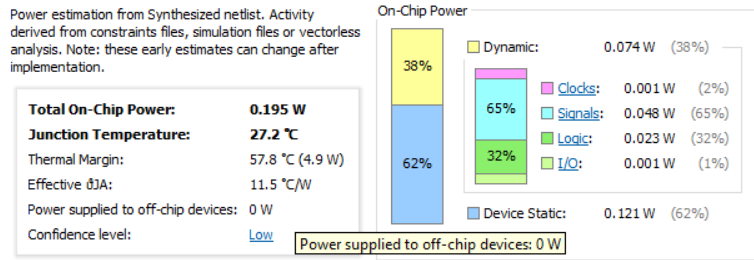 Power estimation from Synthesized netlist. Activity
derived from constraints files, simulation files or vectorless
analysis. Note: these early estimates can change after
implementation.
Total On-Chip Power: 0.195 W
Junction Temperature: 27.2 °C
Thermal Margin: 57.8 °C (4.9 W)
Effective ϑJA: 11.5 °C/W
Power supplied to off-chip devices: 0 W
Confidence level: Low
Power supplied to off-chip devices: 0 W
On-Chip Power
38%
62%
Dynamic: 0.074 W (38%)
65%
32%
Clocks: 0.001 W (2%)
Signals: 0.048 W (65%)
Logic: 0.023 W (32%)
I/O: 0.001 W (1%)
Device Static: 0.121 W (62%)